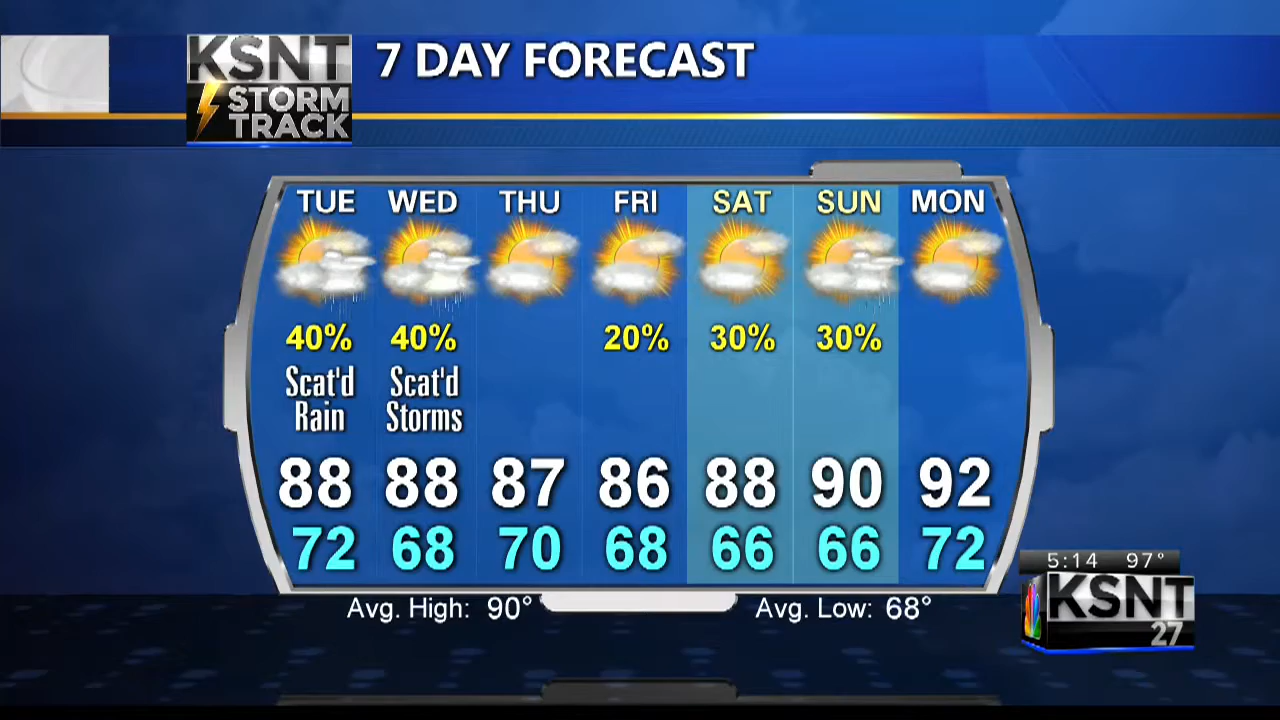 KSNT
STORM
TRACK
7 DAY FORECAST
TUE WED THU FRI SAT SUN MON
40% 40% 20% 30% 30%
Scat'd Scat'd
Rain Storms
88 88 87 86 88 90 92
72 68 70 68 66 66 72
Avg. High: 90° Avg. Low: 68°
5:14 97°
KSNT
27